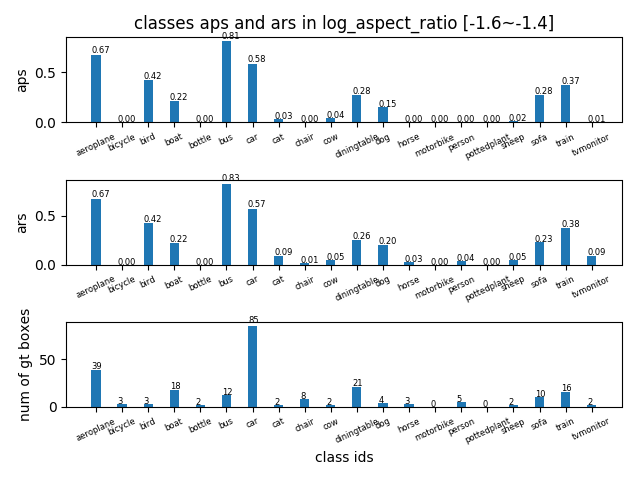 classes aps and ars in log_aspect_ratio [-1.6~-1.4]
aps
0.5
0.0
0.67 0.00 0.42 0.22 0.00 0.81 0.58 0.03 0.00 0.04 0.28 0.15 0.00 0.00 0.00 0.00 0.02 0.28 0.37 0.01
aeroplane bicycle bird boat bottle bus car cat chair cow diningtable dog horse motorbike person pottedplant sheep sofa train tvmonitor
ars
0.5
0.0
0.67 0.00 0.42 0.22 0.00 0.83 0.57 0.09 0.01 0.05 0.26 0.20 0.03 0.00 0.04 0.00 0.05 0.23 0.38 0.09
aeroplane bicycle bird boat bottle bus car cat chair cow diningtable dog horse motorbike person pottedplant sheep sofa train tvmonitor
num of gt boxes
50
0
39 3 3 18 2 12 85 2 8 2 21 4 3 0 5 0 2 10 16 2
aeroplane bicycle bird boat bottle bus car cat chair cow diningtable dog horse motorbike person pottedplant sheep sofa train tvmonitor
class ids